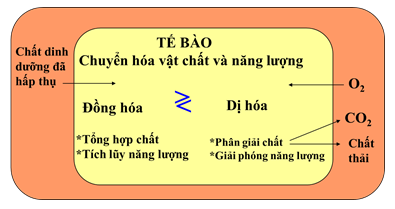 TÉ BÀO
Chuyển hóa vật chất và năng lượng
Chất dinh
dưỡng đã
hấp thụ
O2
Đồng hóa
Dị hóa
CO2
*Tổng hợp chất
*Tích lũy năng lượng
*Phân giải chất
*Giải phóng năng lượng
Chất
thải